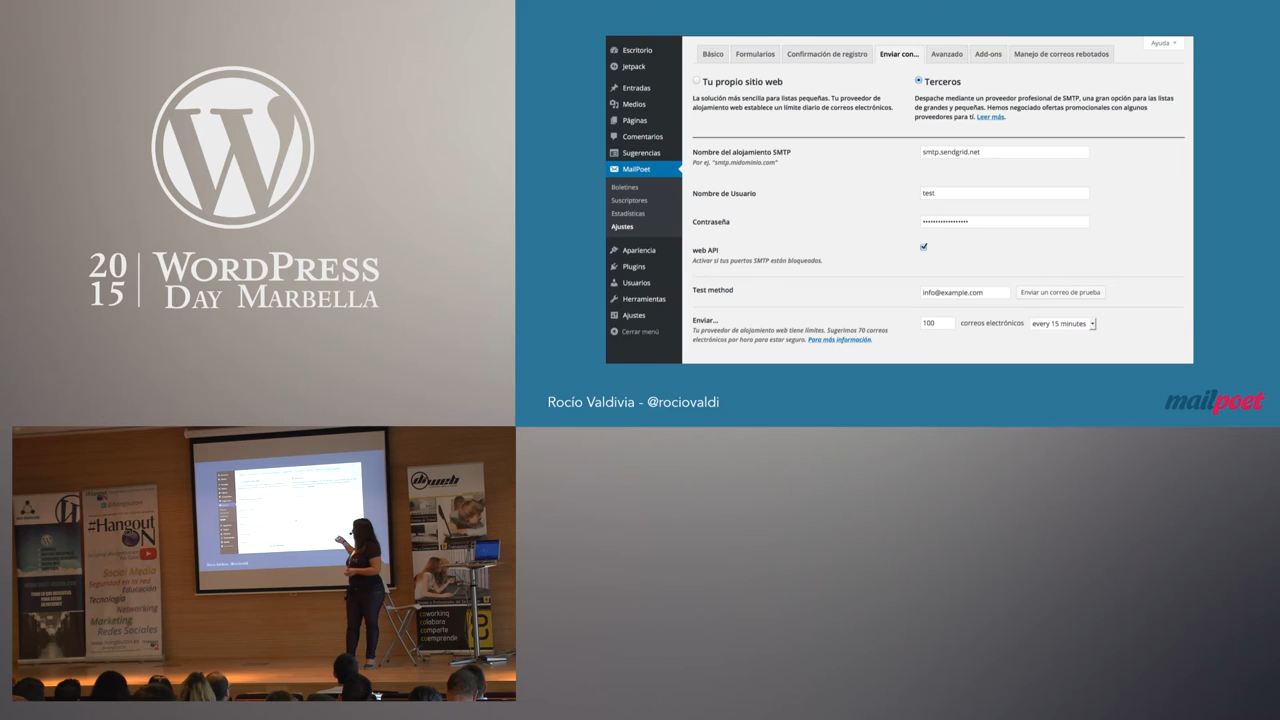 20
15
WORDPRESS
DAY MARBELLA
Escritorio
Jetpack
Entradas
Medios
Páginas
Comentarios
Sugerencias
MailPoet
Boletines
Suscriptores
Estadísticas
Ajustes
Apariencia
Plugins
Usuarios
Herramientas
Ajustes
Cerrar menú
Ayuda
Básico
Formularios
Confirmación de registro
Enviar con...
Avanzado
Add-ons
Manejo de correos rebotados
Tu propio sitio web
La solución más sencilla para listas pequeñas. Tu proveedor de
alojamiento web establece un límite diario de correos electrónicos.
Terceros
Despache mediante un proveedor profesional de SMTP, una gran opción para las listas
de grandes y pequeñas. Hemos negociado ofertas promocionales con algunos
proveedores para tí. Leer más.
Nombre del alojamiento SMTP
Por ej. "smtp.midominio.com"
smtp.sendgrid.net
Nombre de Usuario
test
Contraseña
web API
Activar si tus puertos SMTP están bloqueados.
Test method
info@example.com
Enviar un correo de prueba
Enviar...
Tu proveedor de alojamiento web tiene límites. Sugerimos 70 correos
electrónicos por hora para estar seguro. Para más información.
100 correos electrónicos every 15 minutes
Rocío Valdivia - @rociovaldi
mailpoet
#Hangout
ON
Social Media
Seguridad en la red
Educación
Tecnología
Networking
Marketing
Redes Sociales
diweb
coworking
colabora
comparte
coemprende